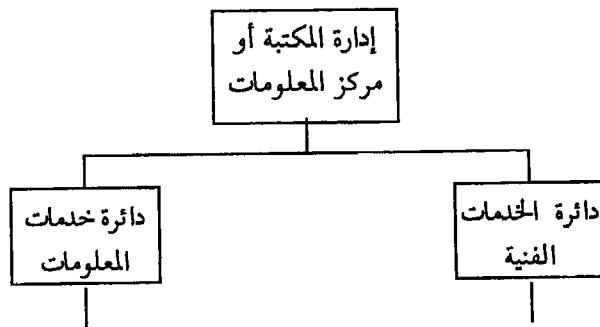 إدارة المكتبة أو
مركز المعلومات
دائرة الخدمات
الفنية
دائرة خدمات
المعلومات